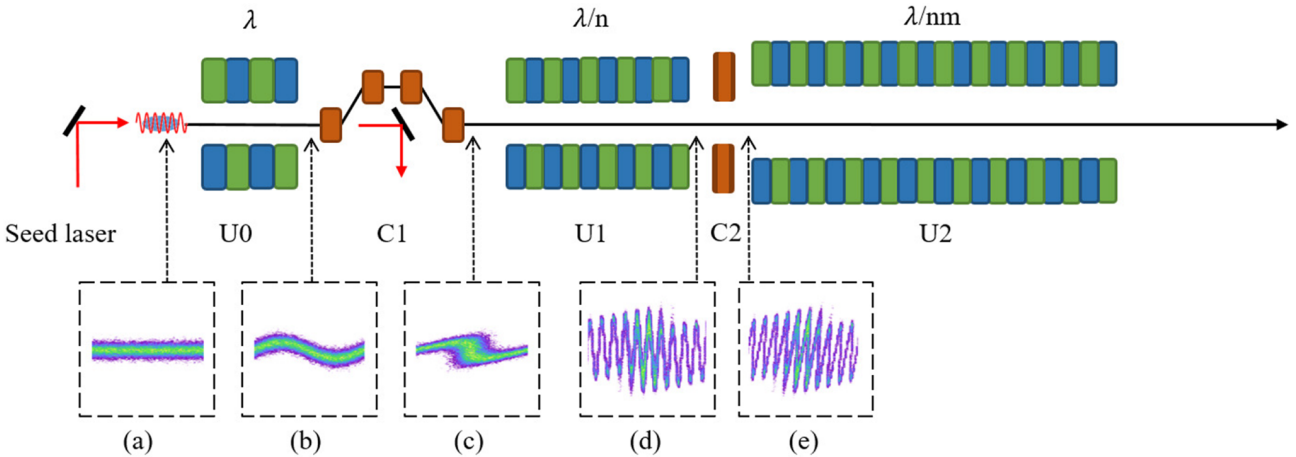 λ λ/n λ/nm
Seed laser U0 C1 U1 C2 U2
(a) (b) (c) (d) (e)